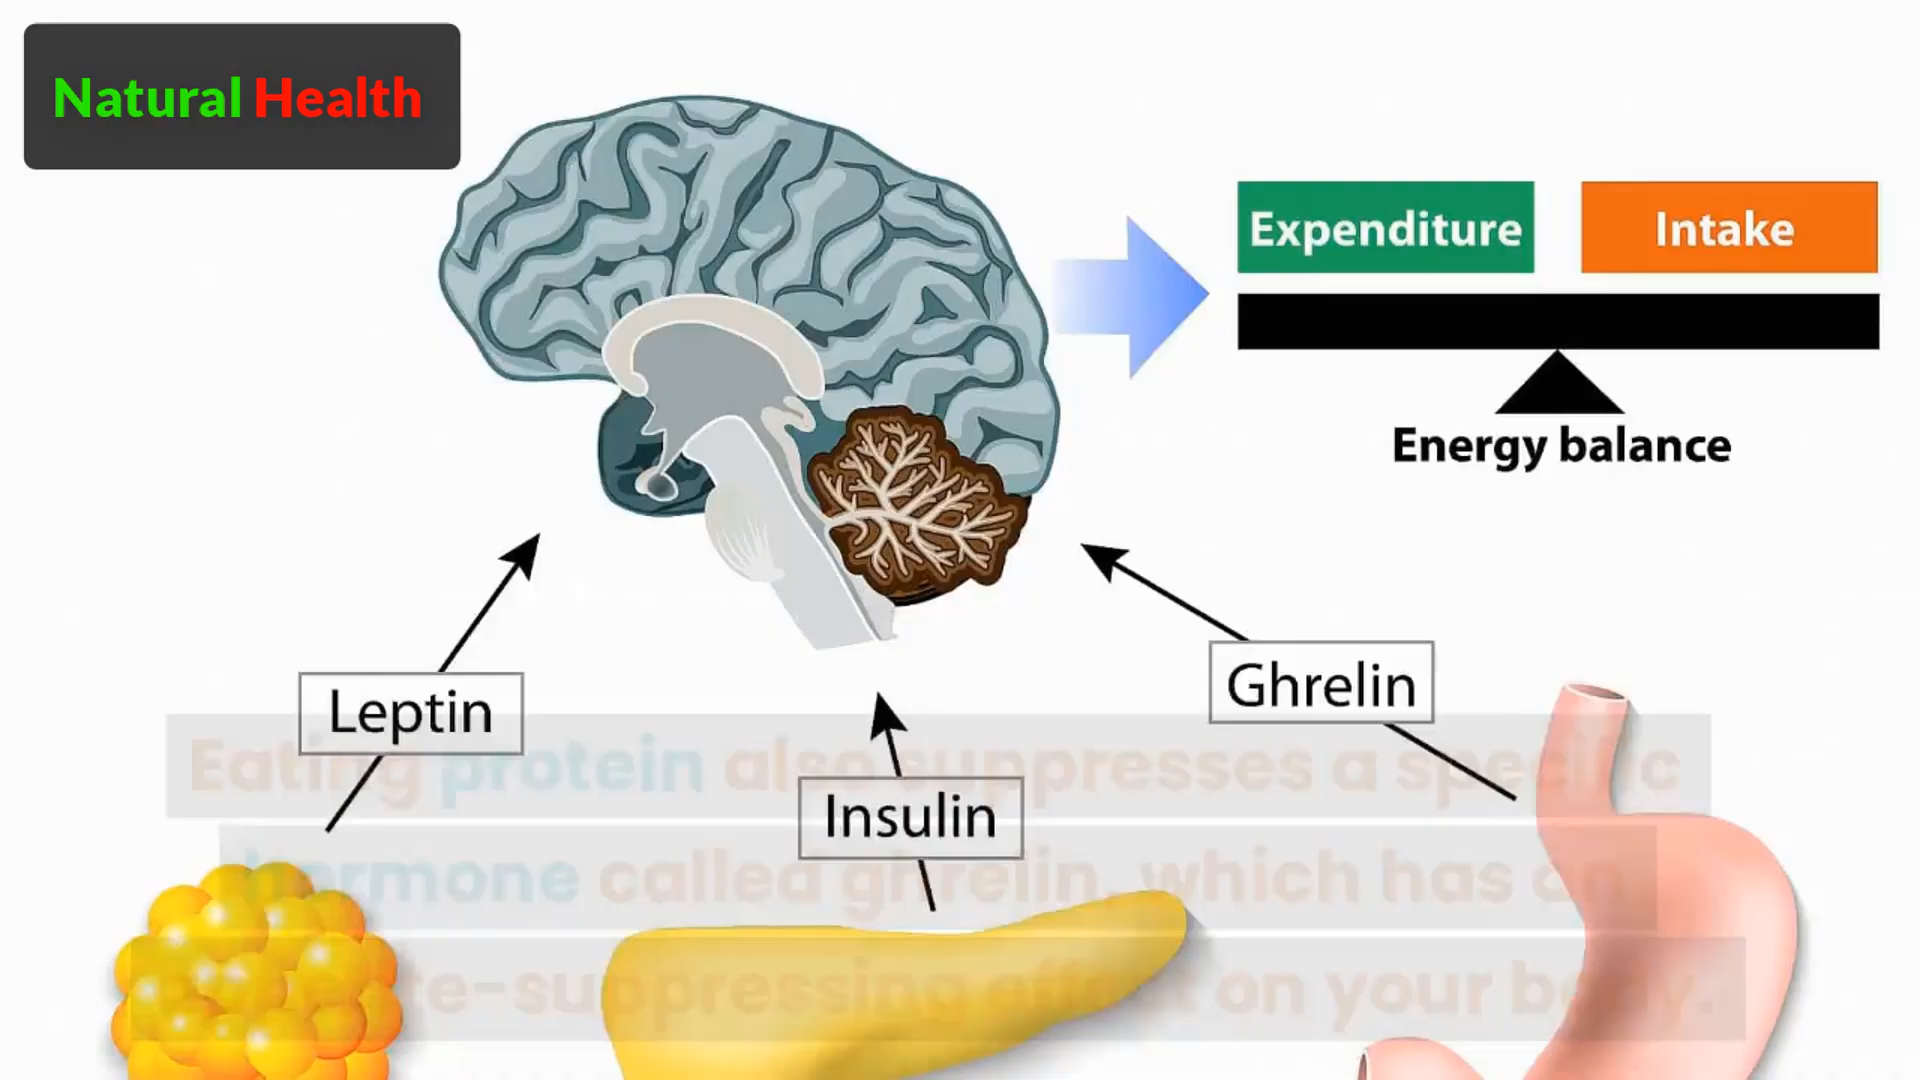 Natural Health
Expenditure
Intake
Energy balance
Leptin
Ghrelin
Insulin
Eating protein also suppresses a specific
hormone called ghrelin, which has an
-suppressing effect on your body.